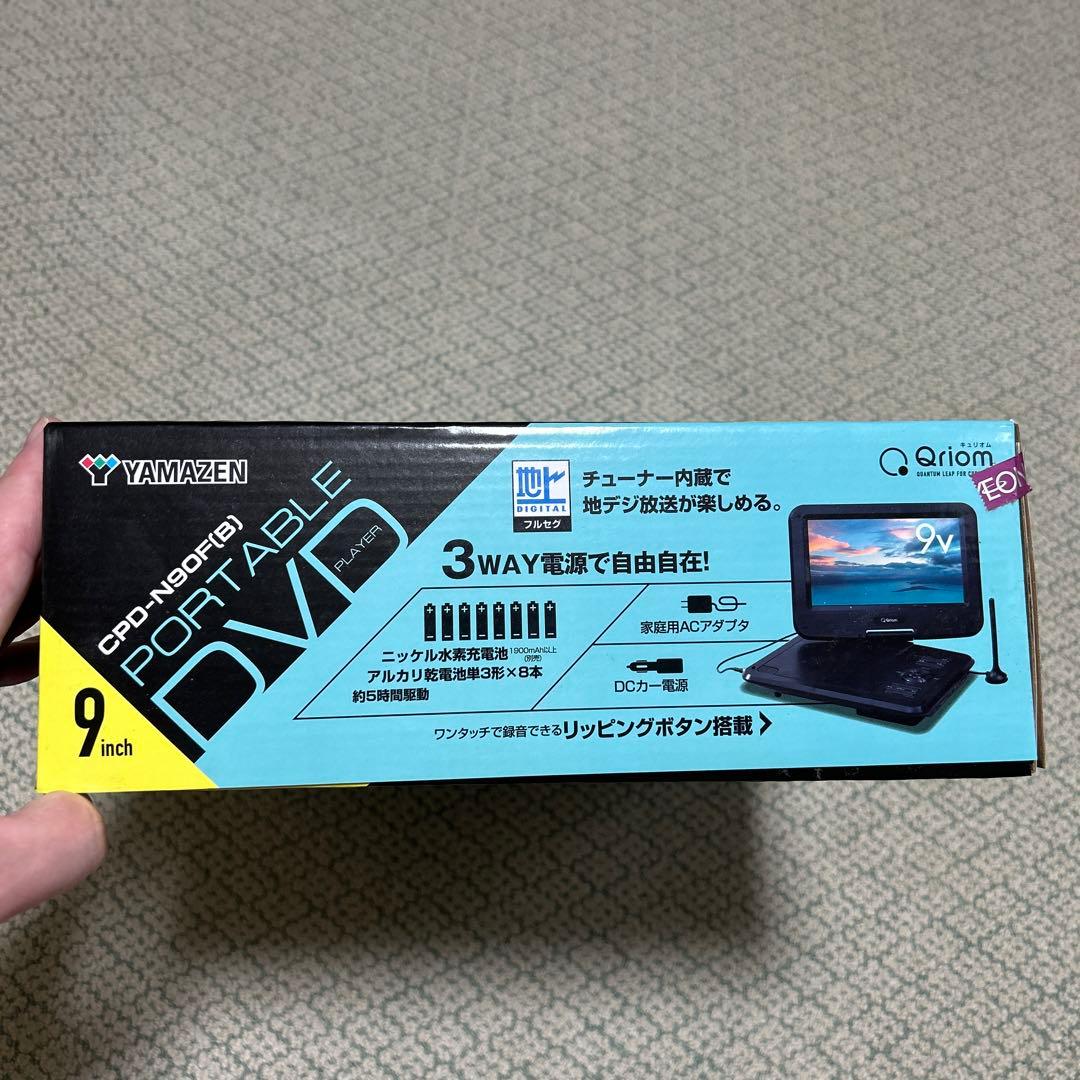 YAMAZEN
CPD-N90F(B)
PORTABLE
DVD
PLAYER
9inch
地上
DIGITAL
フルセグ
チューナー内蔵で
地デジ放送が楽しめる。
キュリオム
Qriom
QUANTUM LEAP FOR
ÆON
3WAY電源で自由自在!
ニッケル水素充電池 1900mAh以上
(別売)
アルカリ乾電池単3形×8本
約5時間駆動
家庭用ACアダプタ
DCカー電源
9V
Qriom
ワンタッチで録音できるリッピングボタン搭載